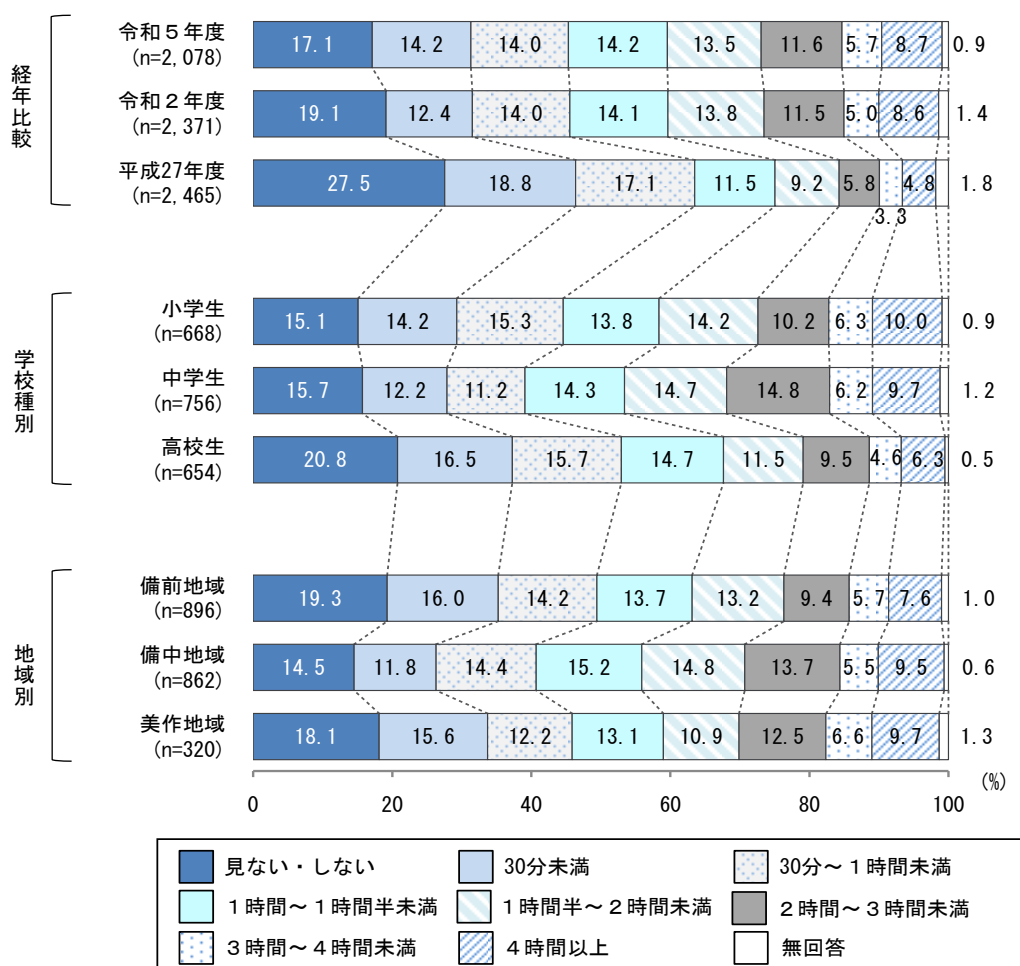 経年比較
令和５年度
(n=2,078)
17.1 14.2 14.0 14.2 13.5 11.6 5.7 8.7 0.9
令和２年度
(n=2,371)
19.1 12.4 14.0 14.1 13.8 11.5 5.0 8.6 1.4
平成27年度
(n=2,465)
27.5 18.8 17.1 11.5 9.2 5.8 3.3 4.8 1.8
学校種別
小学生
(n=668)
15.1 14.2 15.3 13.8 14.2 10.2 6.3 10.0 0.9
中学生
(n=756)
15.7 12.2 11.2 14.3 14.7 14.8 6.2 9.7 1.2
高校生
(n=654)
20.8 16.5 15.7 14.7 11.5 9.5 4.6 6.3 0.5
地域別
備前地域
(n=896)
19.3 16.0 14.2 13.7 13.2 9.4 5.7 7.6 1.0
備中地域
(n=862)
14.5 11.8 14.4 15.2 14.8 13.7 5.5 9.5 0.6
美作地域
(n=320)
18.1 15.6 12.2 13.1 10.9 12.5 6.6 9.7 1.3
(%)
0 20 40 60 80 100
見ない・しない 30分未満 30分～１時間未満
１時間～１時間半未満 １時間半～２時間未満 ２時間～３時間未満
３時間～４時間未満 ４時間以上 無回答